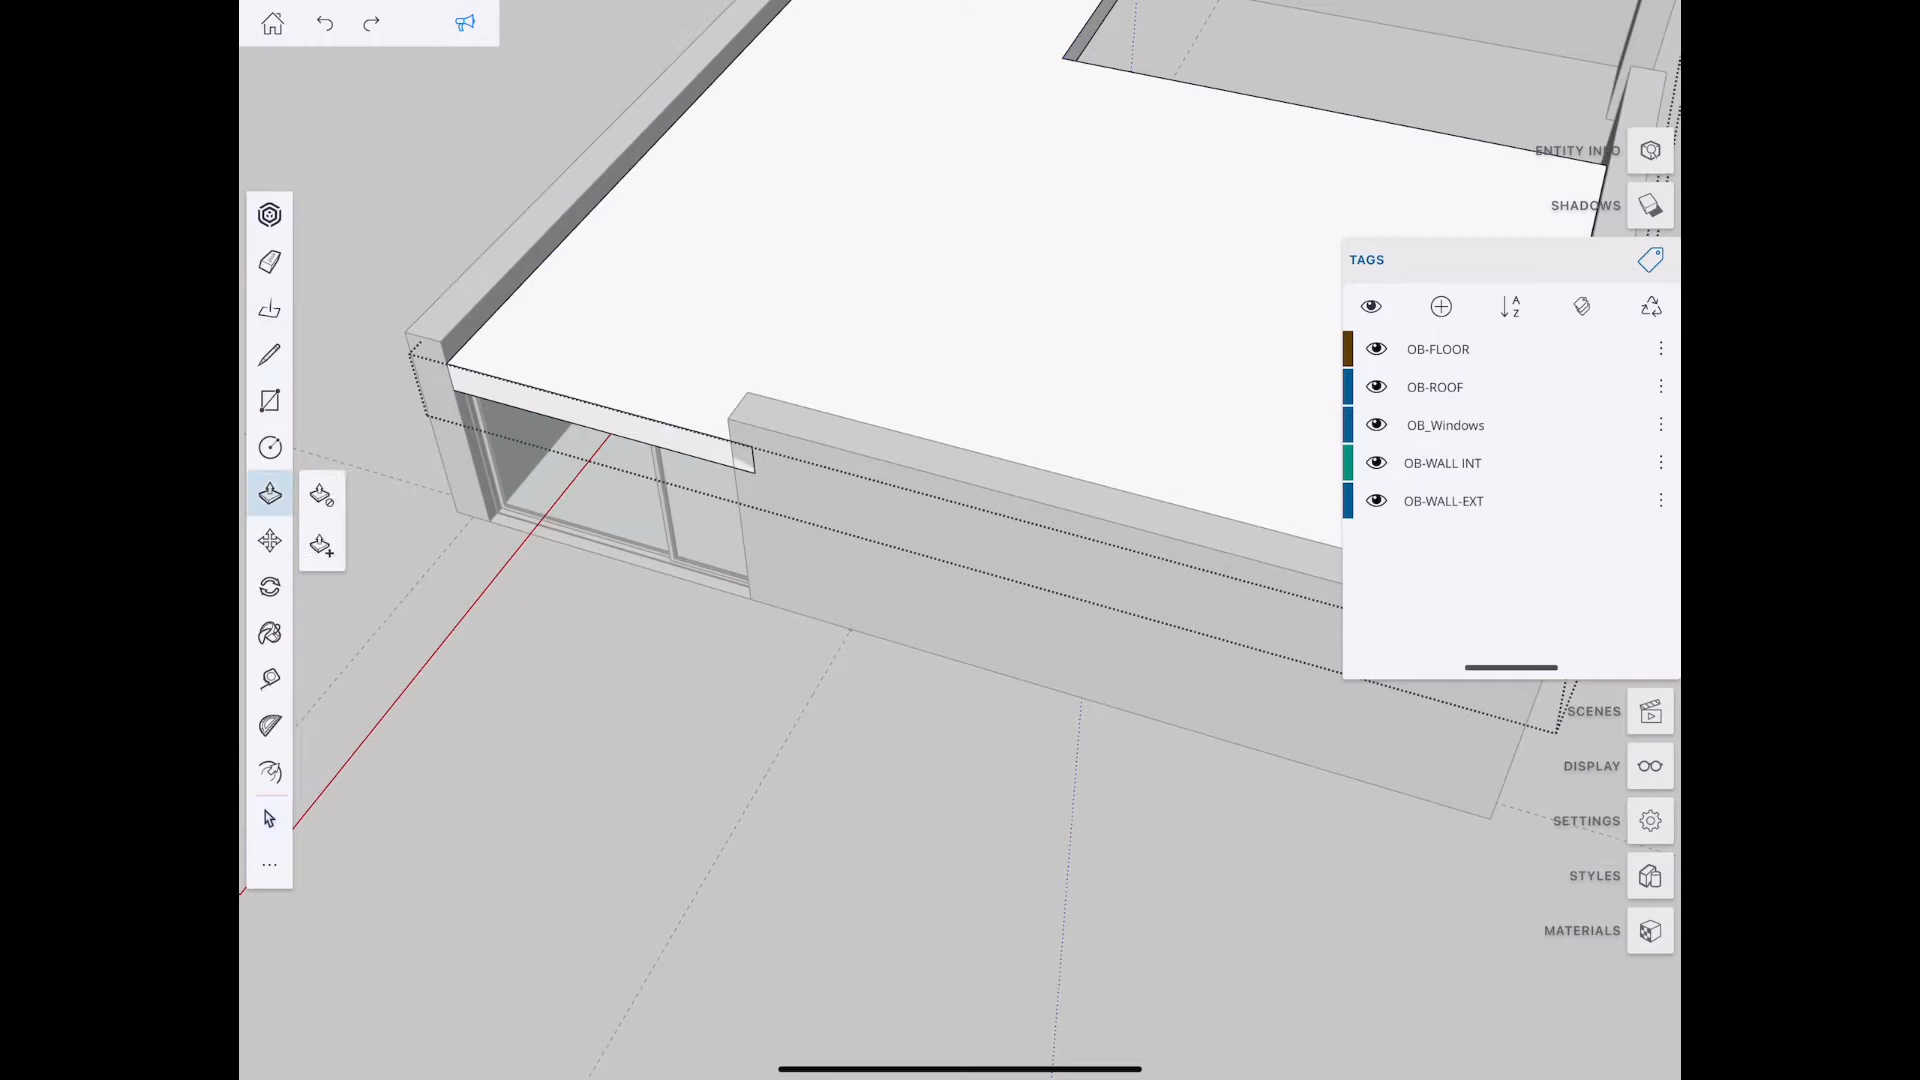 ENTITY INFO
SHADOWS
TAGS
A
Z
OB-FLOOR
OB-ROOF
OB_Windows
OB-WALL INT
OB-WALL-EXT
SCENES
DISPLAY
SETTINGS
STYLES
MATERIALS